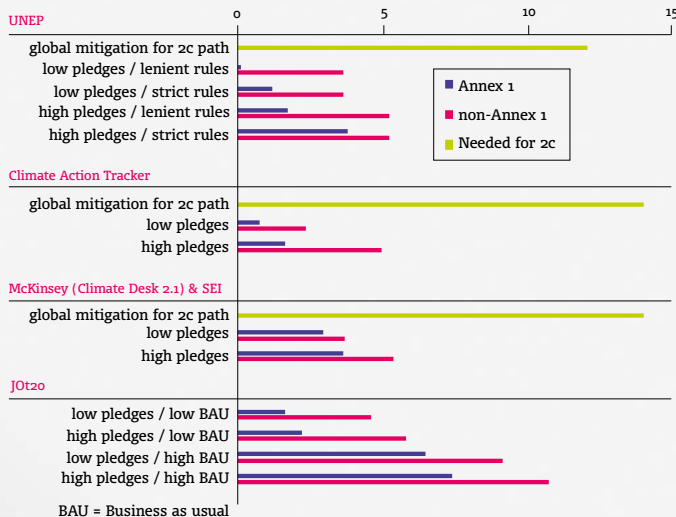 0 5 10 15
UNEP
global mitigation for 2c path
low pledges / lenient rules
low pledges / strict rules
high pledges / lenient rules
high pledges / strict rules
Annex 1
non-Annex 1
Needed for 2c
Climate Action Tracker
global mitigation for 2c path
low pledges
high pledges
McKinsey (Climate Desk 2.1) & SEI
global mitigation for 2c path
low pledges
high pledges
JOt20
low pledges / low BAU
high pledges / low BAU
low pledges / high BAU
high pledges / high BAU
BAU = Business as usual